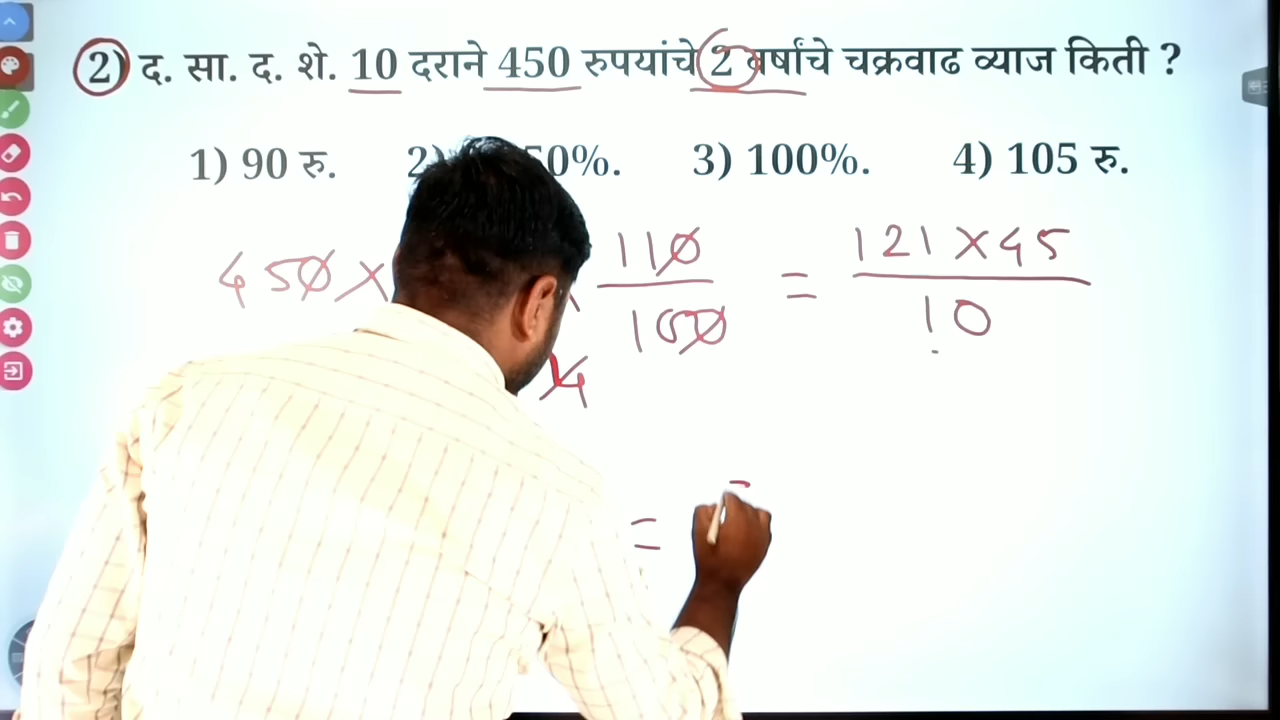 2) द. सा. द. शे. 10 दराने 450 रुपयांचे 2 वर्षांचे चक्रवाढ व्याज किती ?
1) 90 रु. 2) 50%. 3) 100%. 4) 105 रु.
450 × 110 = 121 × 45
100 10
4
=